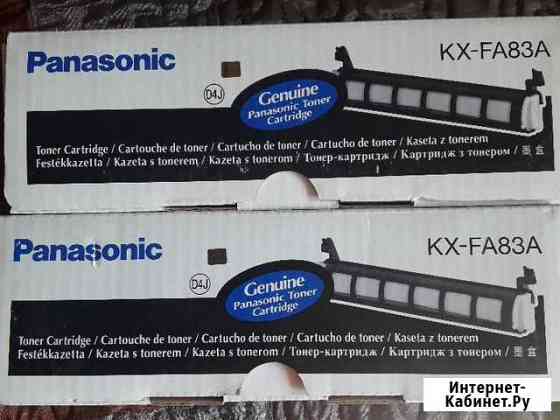 Panasonic
KX-FA83A
D4J
Genuine
Panasonic Toner
Cartridge
Toner Cartridge / Cartouche de toner / Cartucho de toner / Cartucho de toner / Kaseta z tonerem
Festékkazetta / Kazeta s tonerem / Kazeta s tonerom / Тонер-картридж / Картридж з тонером / 墨盒
Panasonic
KX-FA83A
D4J
Genuine
Panasonic Toner
Cartridge
Toner Cartridge / Cartouche de toner / Cartucho de toner / Cartucho de toner / Kaseta z tonerem
Festékkazetta / Kazeta s tonerem / Kazeta s tonerom / Тонер-картридж / Картридж з тонером / 墨盒
Интернет-
Кабинет.Ру